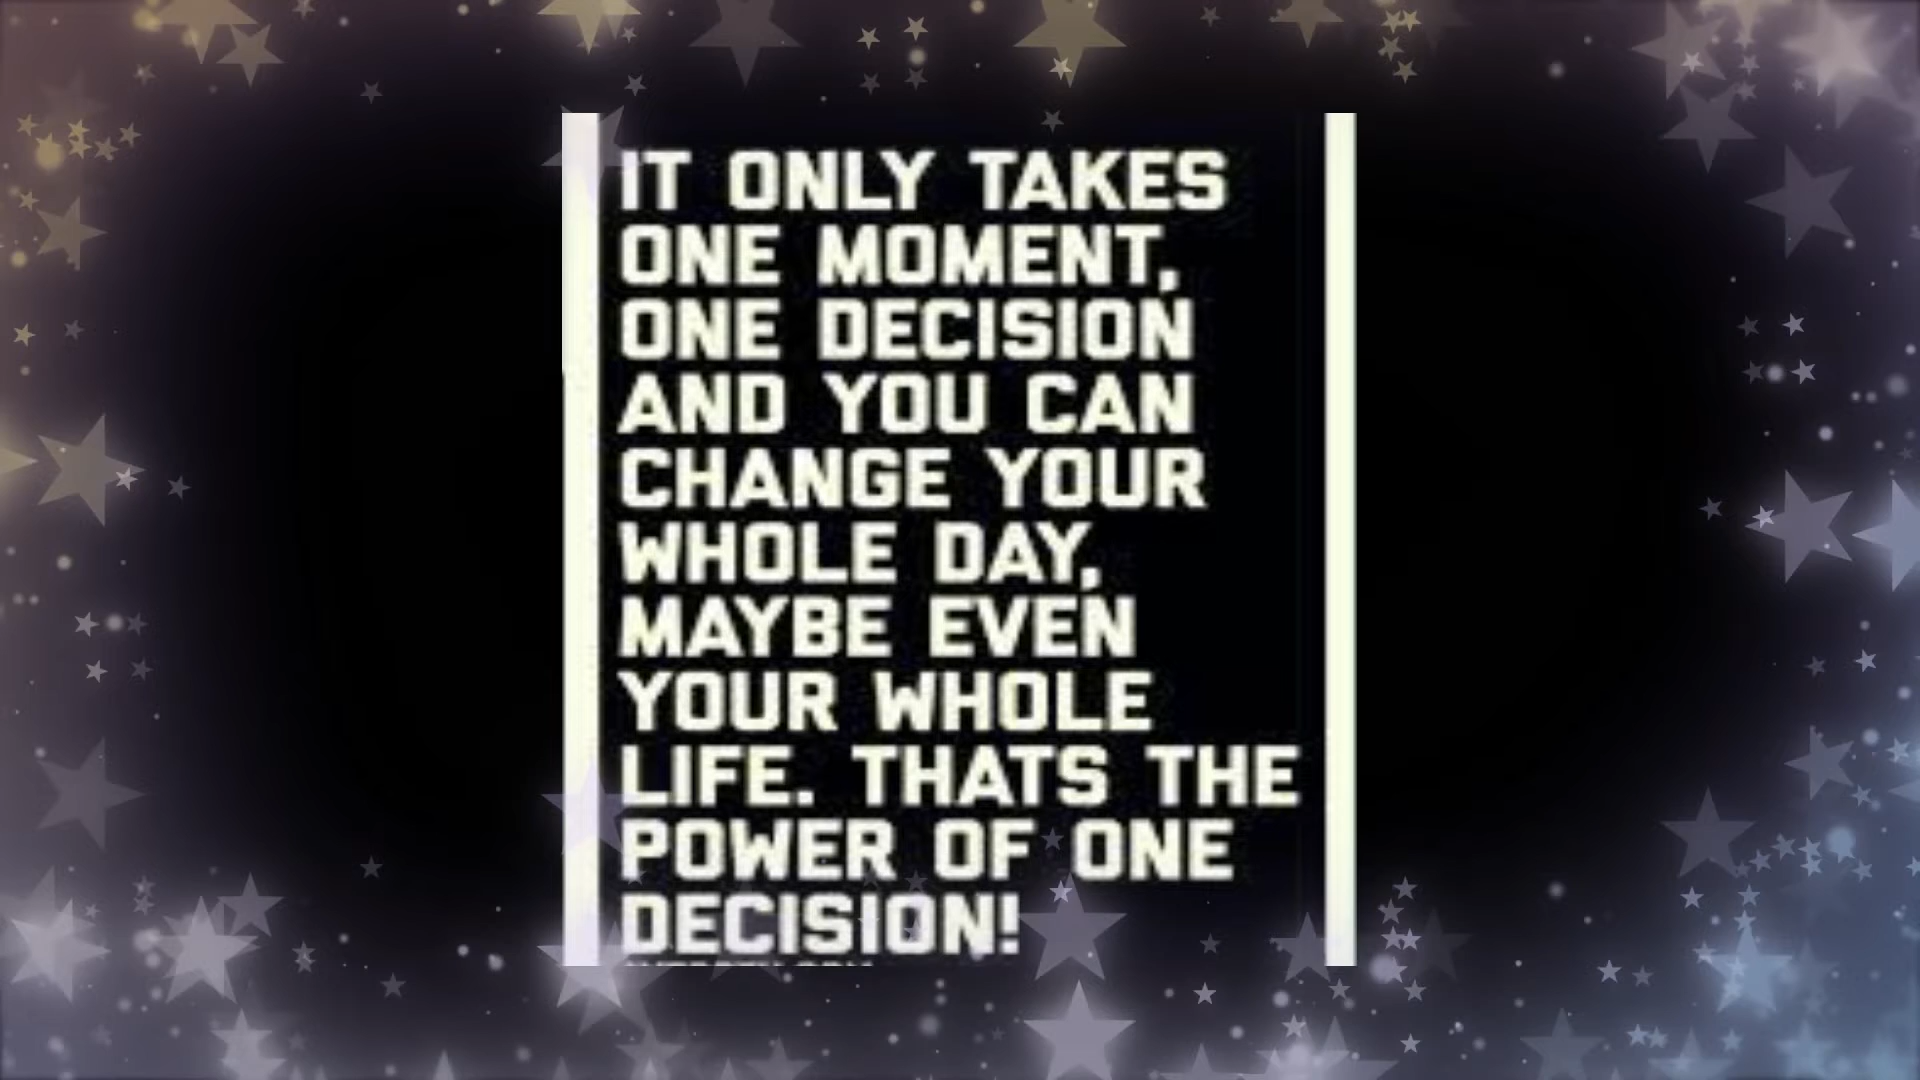 IT ONLY TAKES
ONE MOMENT,
ONE DECISION
AND YOU CAN
CHANGE YOUR
WHOLE DAY,
MAYBE EVEN
YOUR WHOLE
LIFE. THATS THE
POWER OF ONE
DECISION!